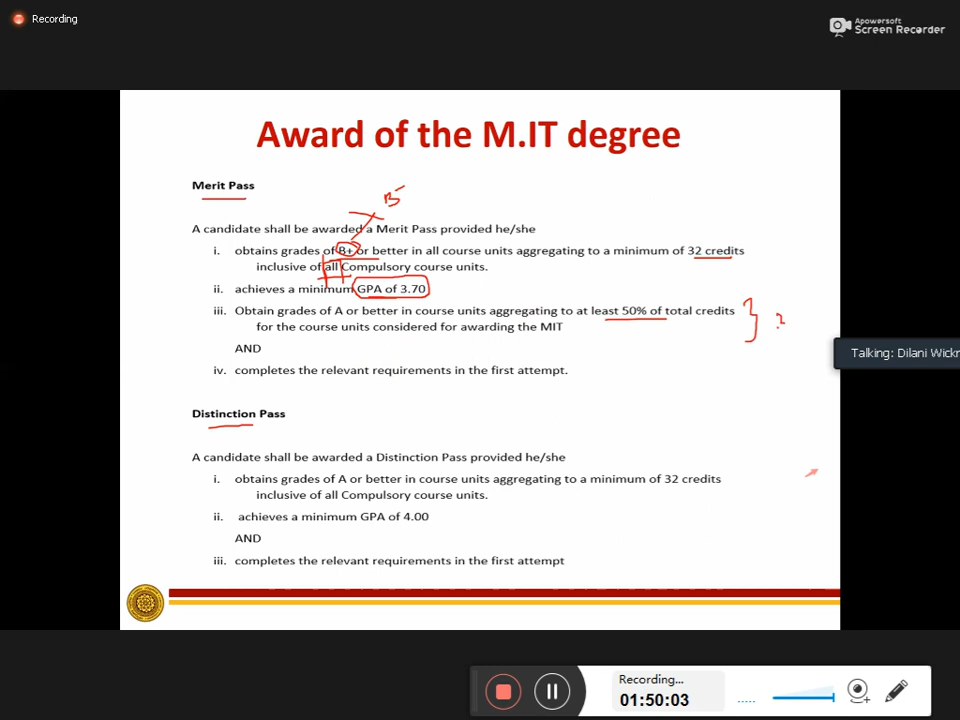 Recording
Apowersoft
Screen Recorder
Award of the M.IT degree
Merit Pass
B
A candidate shall be awarded a Merit Pass provided he/she
i. obtains grades of B+ or better in all course units aggregating to a minimum of 32 credits
inclusive of all Compulsory course units.
ii. achieves a minimum GPA of 3.70
iii. Obtain grades of A or better in course units aggregating to at least 50% of total credits
for the course units considered for awarding the MIT
?
AND
Talking: Dilani Wickr
iv. completes the relevant requirements in the first attempt.
Distinction Pass
A candidate shall be awarded a Distinction Pass provided he/she
i. obtains grades of A or better in course units aggregating to a minimum of 32 credits
inclusive of all Compulsory course units.
ii. achieves a minimum GPA of 4.00
AND
iii. completes the relevant requirements in the first attempt
Recording...
01:50:03